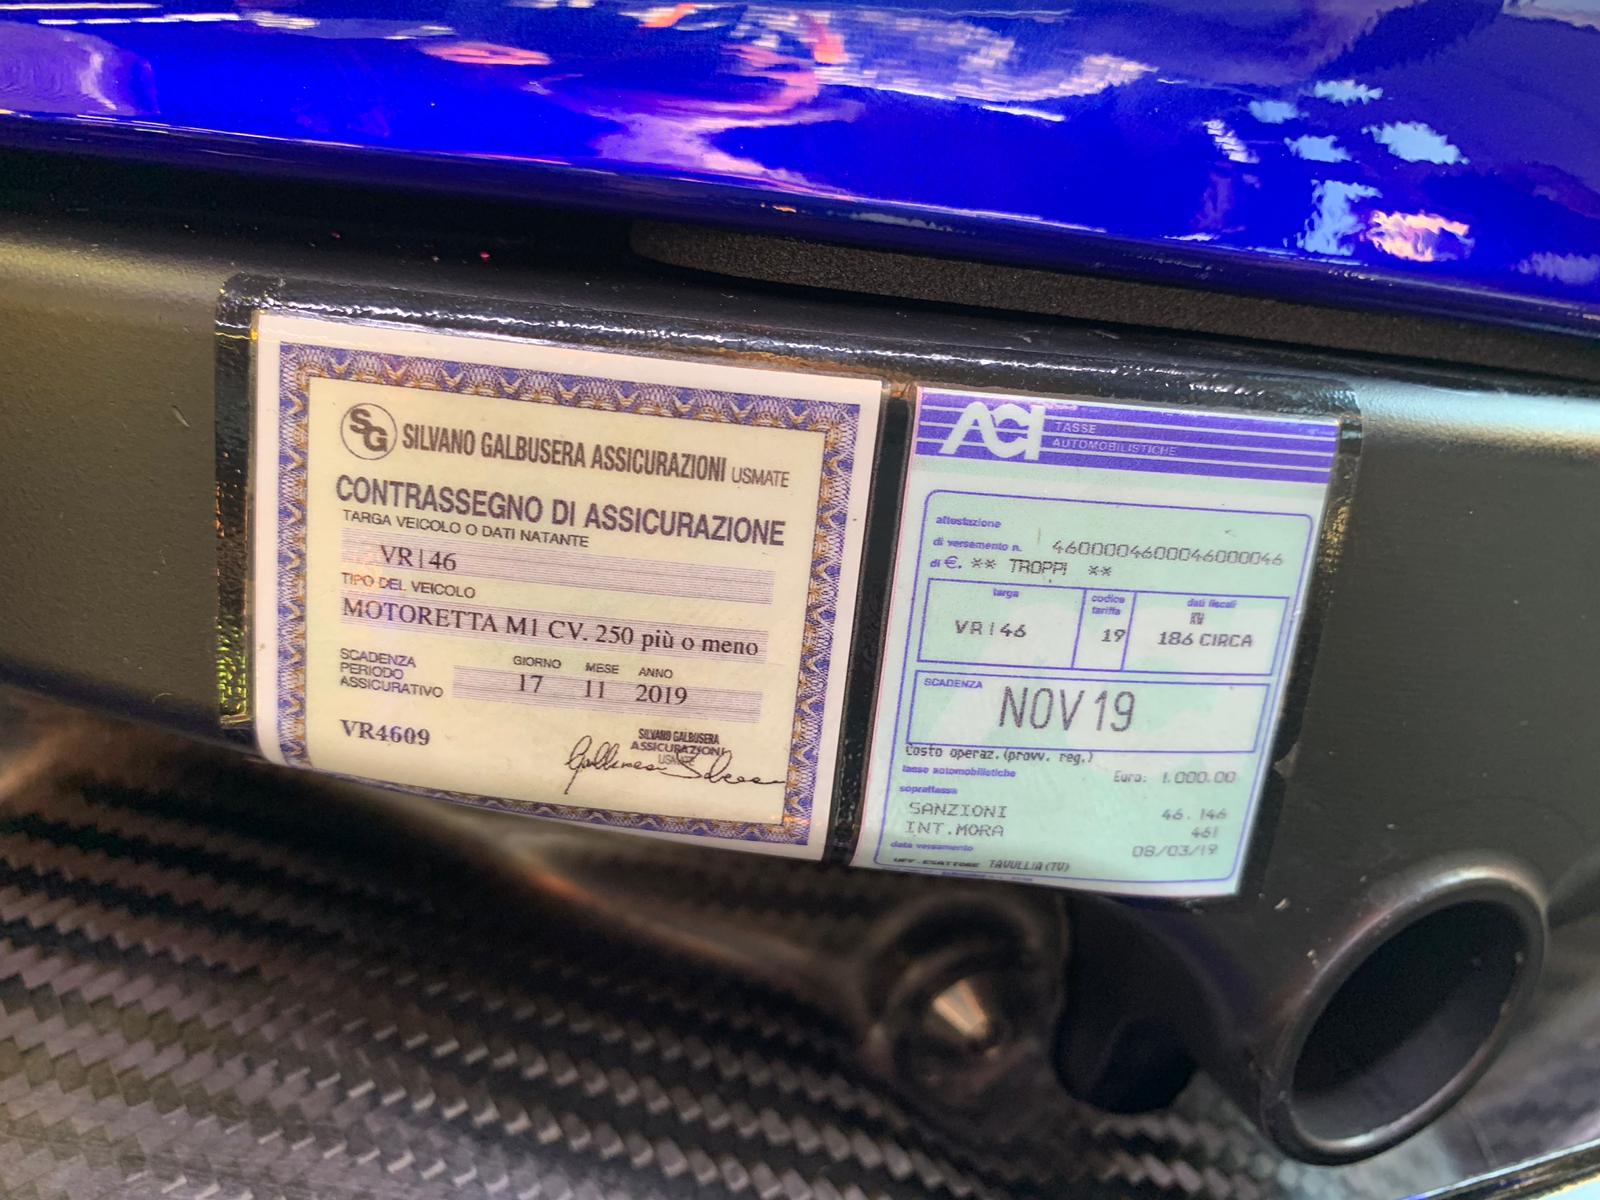 SG SILVANO GALBUSERA ASSICURAZIONI USMATE
CONTRASSEGNO DI ASSICURAZIONE
TARGA VEICOLO O DATI NATANTE
VR|46
TIPO DEL VEICOLO
MOTORETTA M1 CV. 250 più o meno
SCADENZA
PERIODO
ASSICURATIVO
GIORNO MESE ANNO
17 11 2019
VR4609
SILVANO GALBUSERA
ASSICURAZIONI
USMATE
ACI
TASSE
AUTOMOBILISTICHE
attestazione
di versamento n. 4600004600046000046
di €. ** TROPPI **
targa
VR|46
codice
tariffa
19
dati fiscali
KW
186 CIRCA
SCADENZA
NOV 19
Costo operaz.(provv. reg.)
tasse automobilistiche Euro: 1.000.00
soprattassa
SANZIONI 46.146
INT.MORA 461
data versamento 08/03/19
UFF.ESATTORE TAVULLIA(TV)